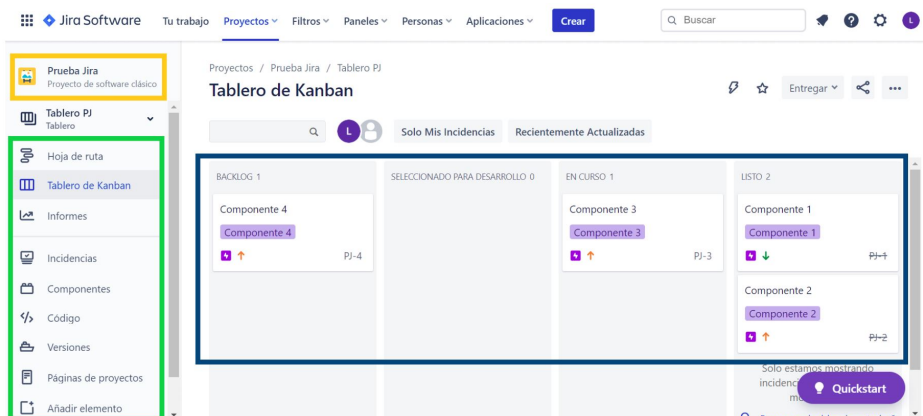 Jira Software
Tu trabajo Proyectos Filtros Paneles Personas Aplicaciones Crear Buscar L
Prueba Jira
Proyecto de software clásico
Tablero PJ
Tablero
Hoja de ruta
Tablero de Kanban
Informes
Incidencias
Componentes
Código
Versiones
Páginas de proyectos
Añadir elemento
Proyectos / Prueba Jira / Tablero PJ
Tablero de Kanban
Entregar
L Solo Mis Incidencias Recientemente Actualizadas
BACKLOG 1
Componente 4
Componente 4
PJ-4
SELECCIONADO PARA DESARROLLO 0
EN CURSO 1
Componente 3
Componente 3
PJ-3
LISTO 2
Componente 1
Componente 1
PJ-1
Componente 2
Componente 2
PJ-2
Solo estamos mostrando
Quickstart